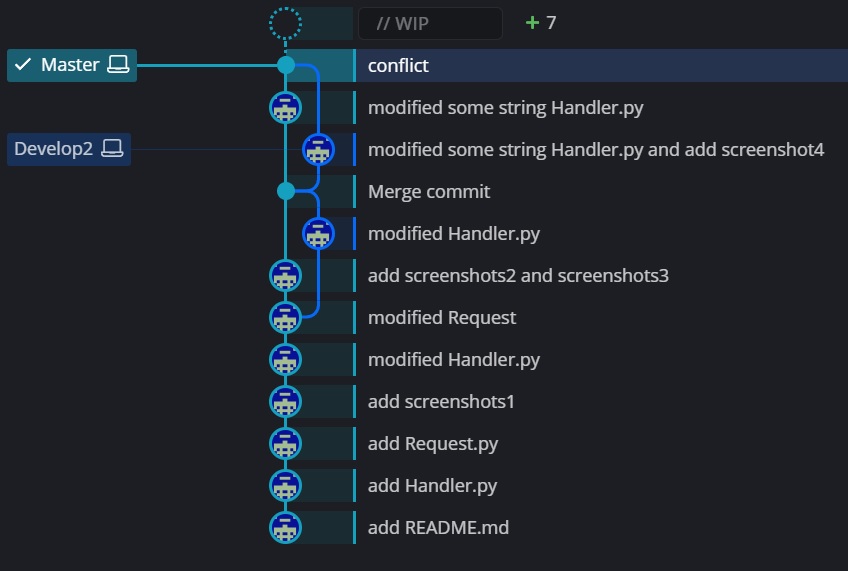 // WIP + 7
Master conflict
modified some string Handler.py
Develop2 modified some string Handler.py and add screenshot4
Merge commit
modified Handler.py
add screenshots2 and screenshots3
modified Request
modified Handler.py
add screenshots1
add Request.py
add Handler.py
add README.md